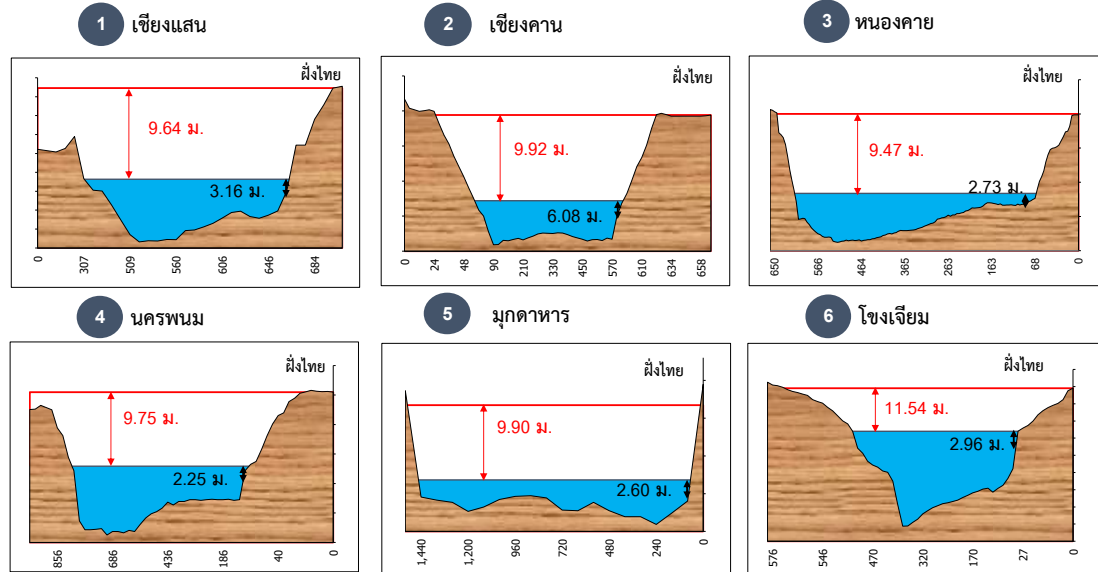 1 เชียงแสน
ฝั่งไทย
9.64 ม.
3.16 ม.
0 307 509 560 606 646 684
2 เชียงคาน
ฝั่งไทย
9.92 ม.
6.08 ม.
0 24 48 90 210 330 450 570 610 634 658
3 หนองคาย
ฝั่งไทย
9.47 ม.
2.73 ม.
650 566 464 365 263 163 68 0
4 นครพนม
ฝั่งไทย
9.75 ม.
2.25 ม.
856 686 436 186 40 0
5 มุกดาหาร
ฝั่งไทย
9.90 ม.
2.60 ม.
1,440 1,200 960 720 480 240 0
6 โขงเจียม
ฝั่งไทย
11.54 ม.
2.96 ม.
576 546 470 320 170 27 0